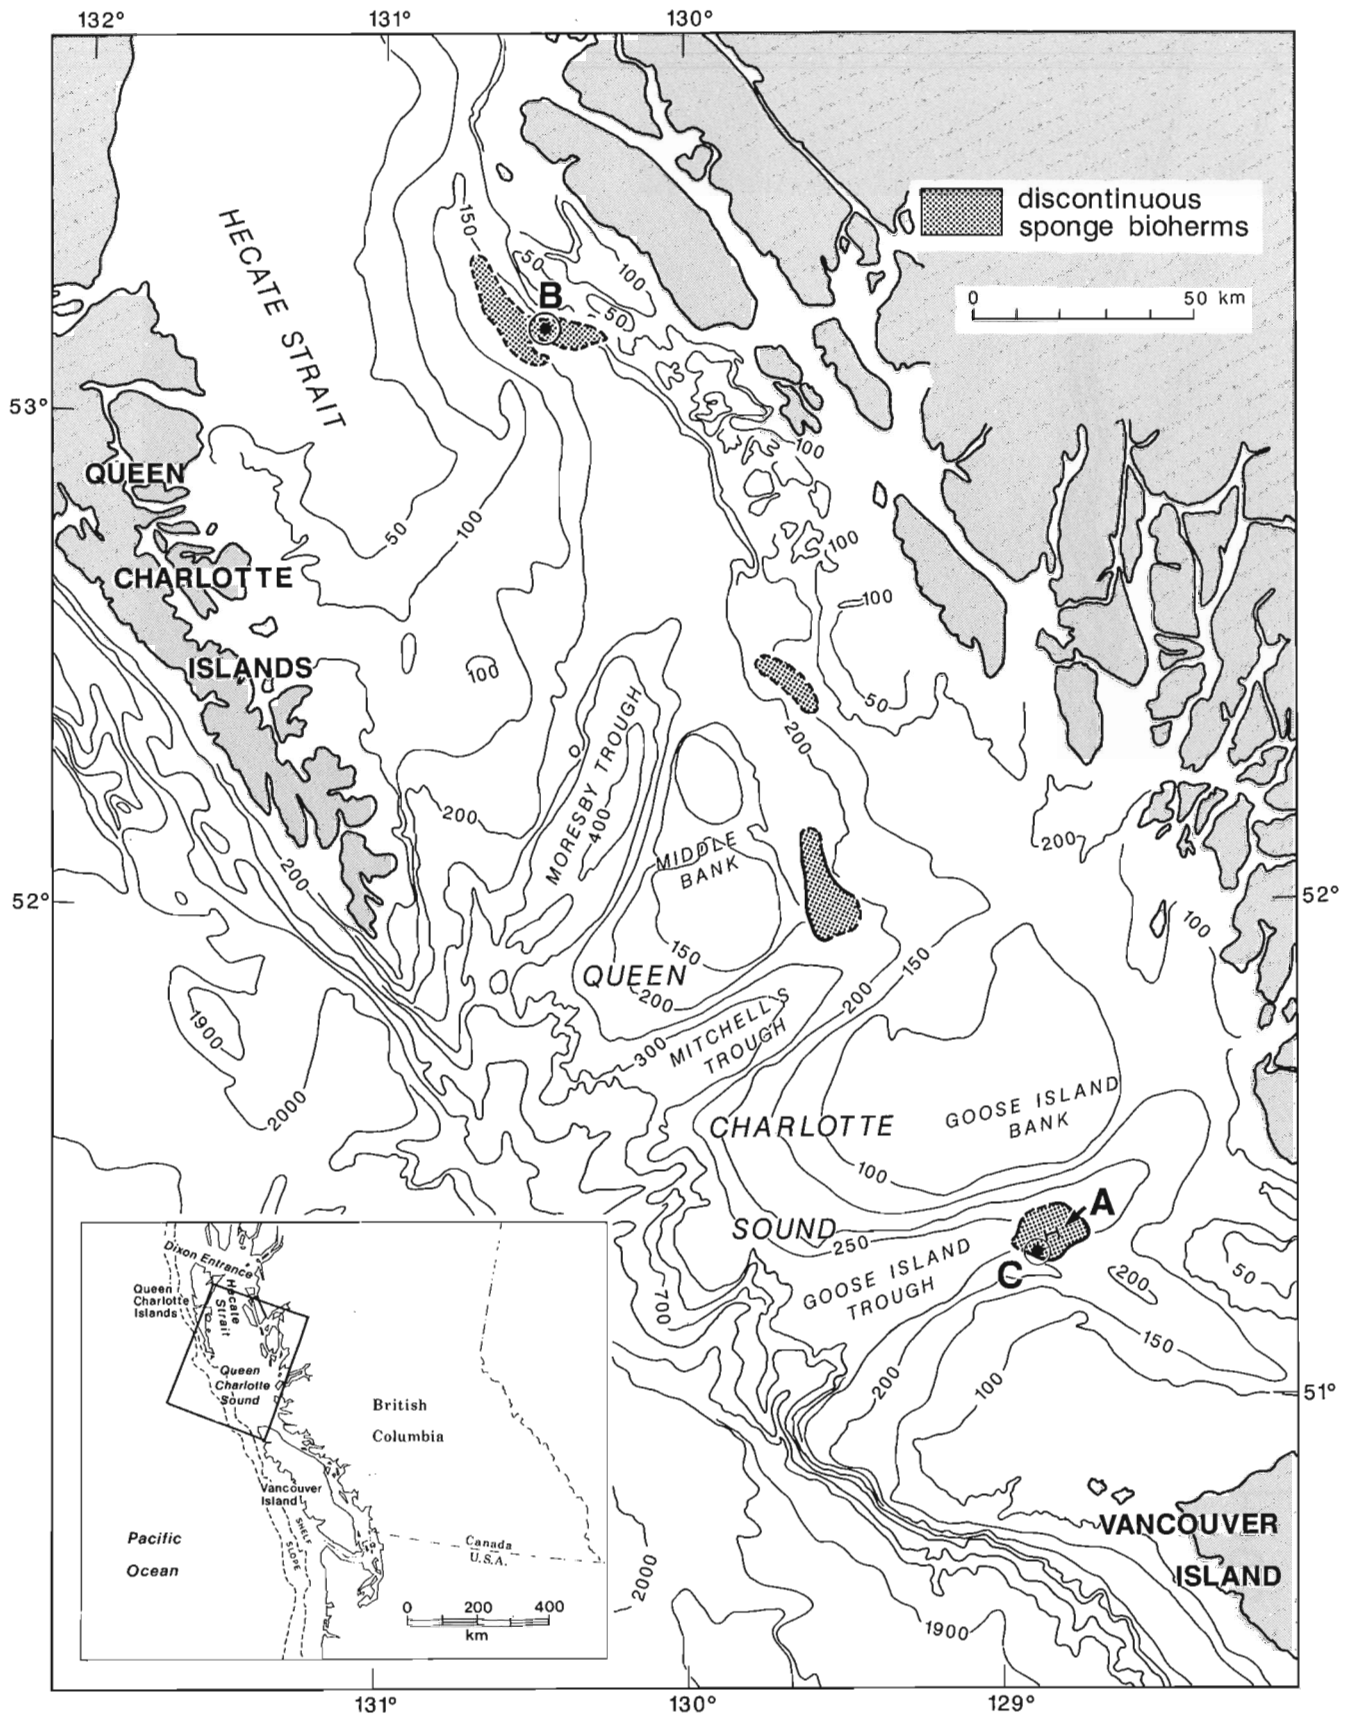 132° 131° 130°
discontinuous
sponge bioherms
0 50 km
HECATE STRAIT
150
50
100
B
50
53°
100
QUEEN
50
100
100
CHARLOTTE
100
ISLANDS
100
50
MORESBY TROUGH
400
200
200
MIDDLE
BANK
200
200
52°
52°
100
150
QUEEN
200
150
200
MITCHELL'S
TROUGH
300
1900
2000
CHARLOTTE
GOOSE ISLAND
BANK
100
A
SOUND
250
H
C
GOOSE ISLAND
TROUGH
200
50
700
150
200
100
51°
VANCOUVER
ISLAND
2000
1900
Dixon Entrance
Queen
Charlotte
Islands
Hecate
Strait
Queen
Charlotte
Sound
British
Columbia
Vancouver
Island
SHELF
SLOPE
Pacific
Ocean
Canada
U.S.A.
0 200 400
km
131° 130° 129°